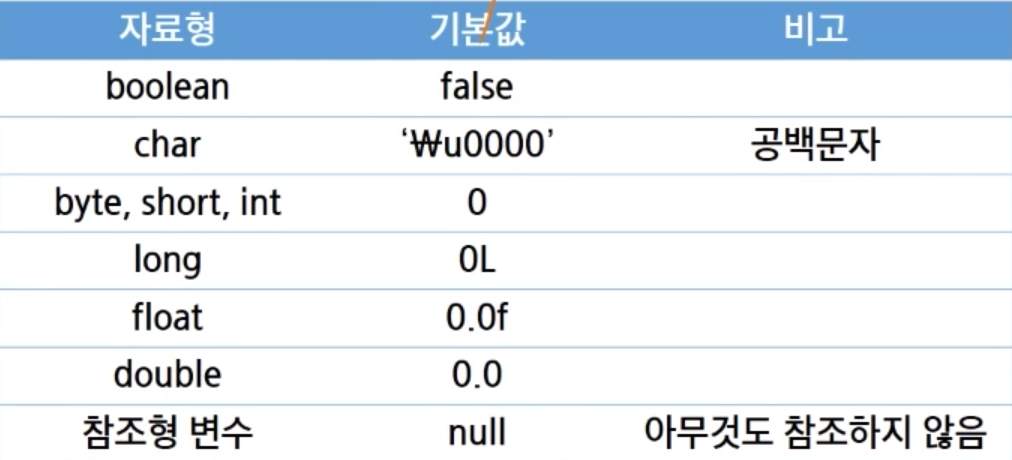 자료형 기본값 비고
boolean false
char ‘₩u0000’ 공백문자
byte, short, int 0
long 0L
float 0.0f
double 0.0
참조형 변수 null 아무것도 참조하지 않음